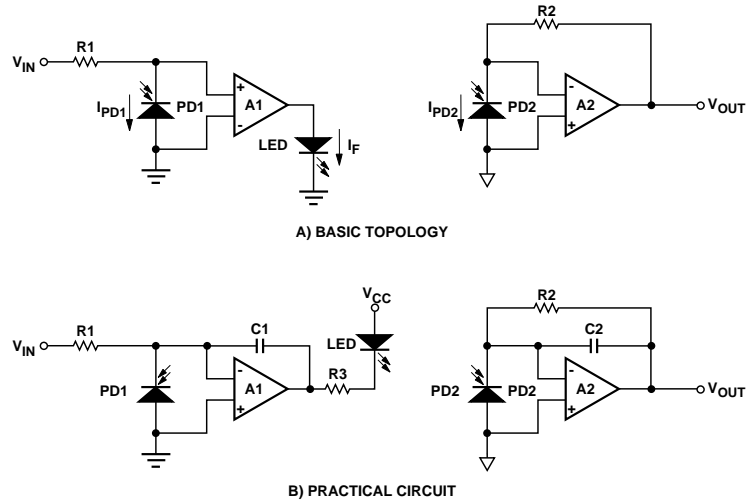 R1
V_IN
I_PD1
PD1
+
A1
-
LED
I_F
R2
I_PD2
PD2
-
A2
+
V_OUT
A) BASIC TOPOLOGY
V_CC
R1
V_IN
C1
LED
PD1
-
A1
+
R3
R2
C2
PD2
PD2
-
A2
+
V_OUT
B) PRACTICAL CIRCUIT